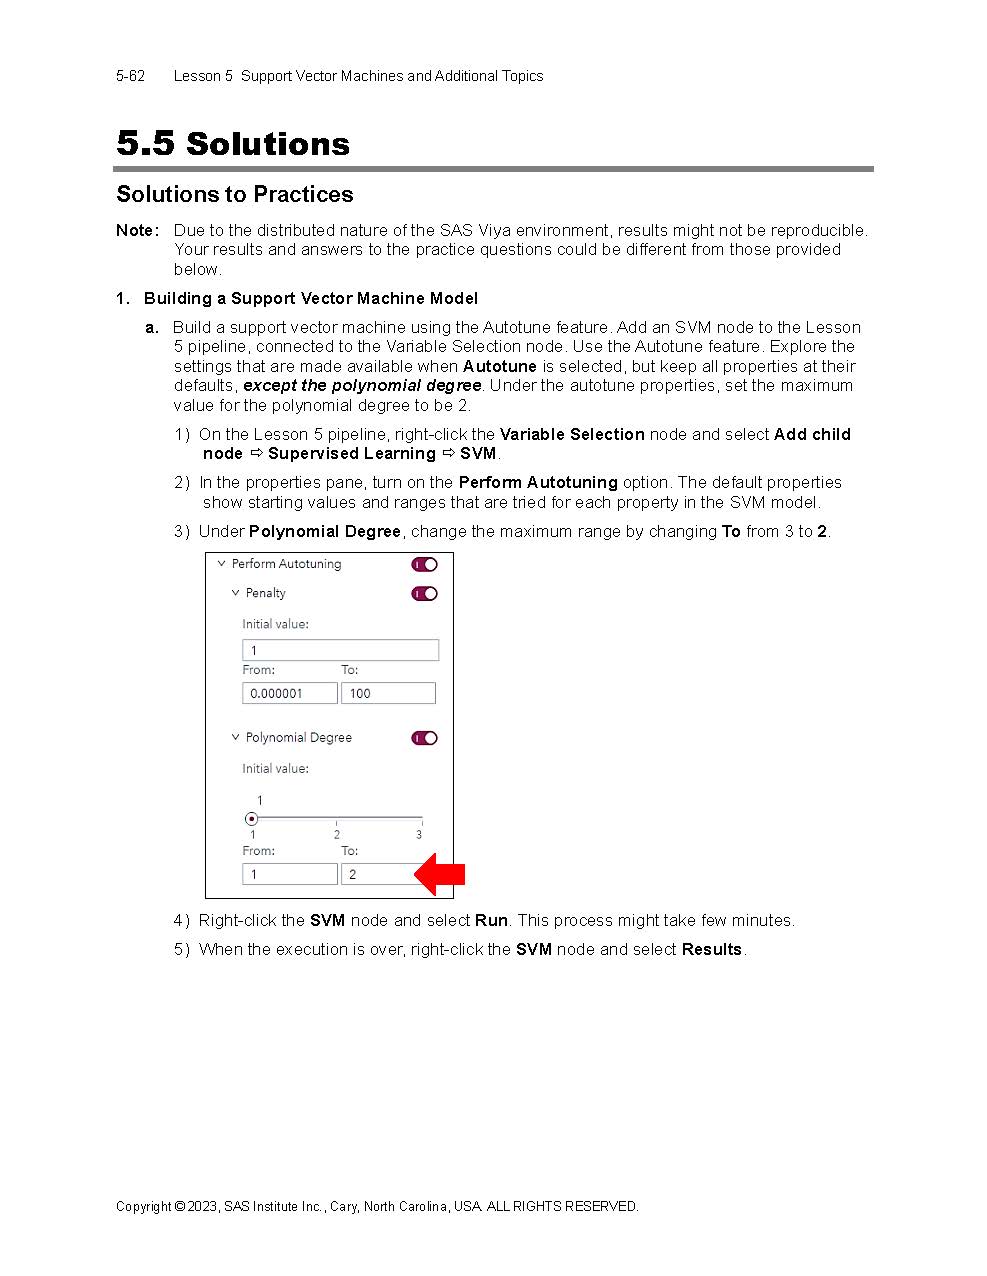 5-62 Lesson 5 Support Vector Machines and Additional Topics
5.5 Solutions
Solutions to Practices
Note: Due to the distributed nature of the SAS Viya environment, results might not be reproducible.
Your results and answers to the practice questions could be different from those provided
below.
1. Building a Support Vector Machine Model
a. Build a support vector machine using the Autotune feature. Add an SVM node to the Lesson
5 pipeline, connected to the Variable Selection node. Use the Autotune feature. Explore the
settings that are made available when Autotune is selected, but keep all properties at their
defaults, except the polynomial degree. Under the autotune properties, set the maximum
value for the polynomial degree to be 2.
1) On the Lesson 5 pipeline, right-click the Variable Selection node and select Add child
node ⇨ Supervised Learning ⇨ SVM.
2) In the properties pane, turn on the Perform Autotuning option. The default properties
show starting values and ranges that are tried for each property in the SVM model.
3) Under Polynomial Degree, change the maximum range by changing To from 3 to 2.
Perform Autotuning
Penalty
Initial value:
1
From: To:
0.000001 100
Polynomial Degree
Initial value:
1
1 2 3
From: To:
1 2
4) Right-click the SVM node and select Run. This process might take few minutes.
5) When the execution is over, right-click the SVM node and select Results.
Copyright © 2023, SAS Institute Inc., Cary, North Carolina, USA. ALL RIGHTS RESERVED.